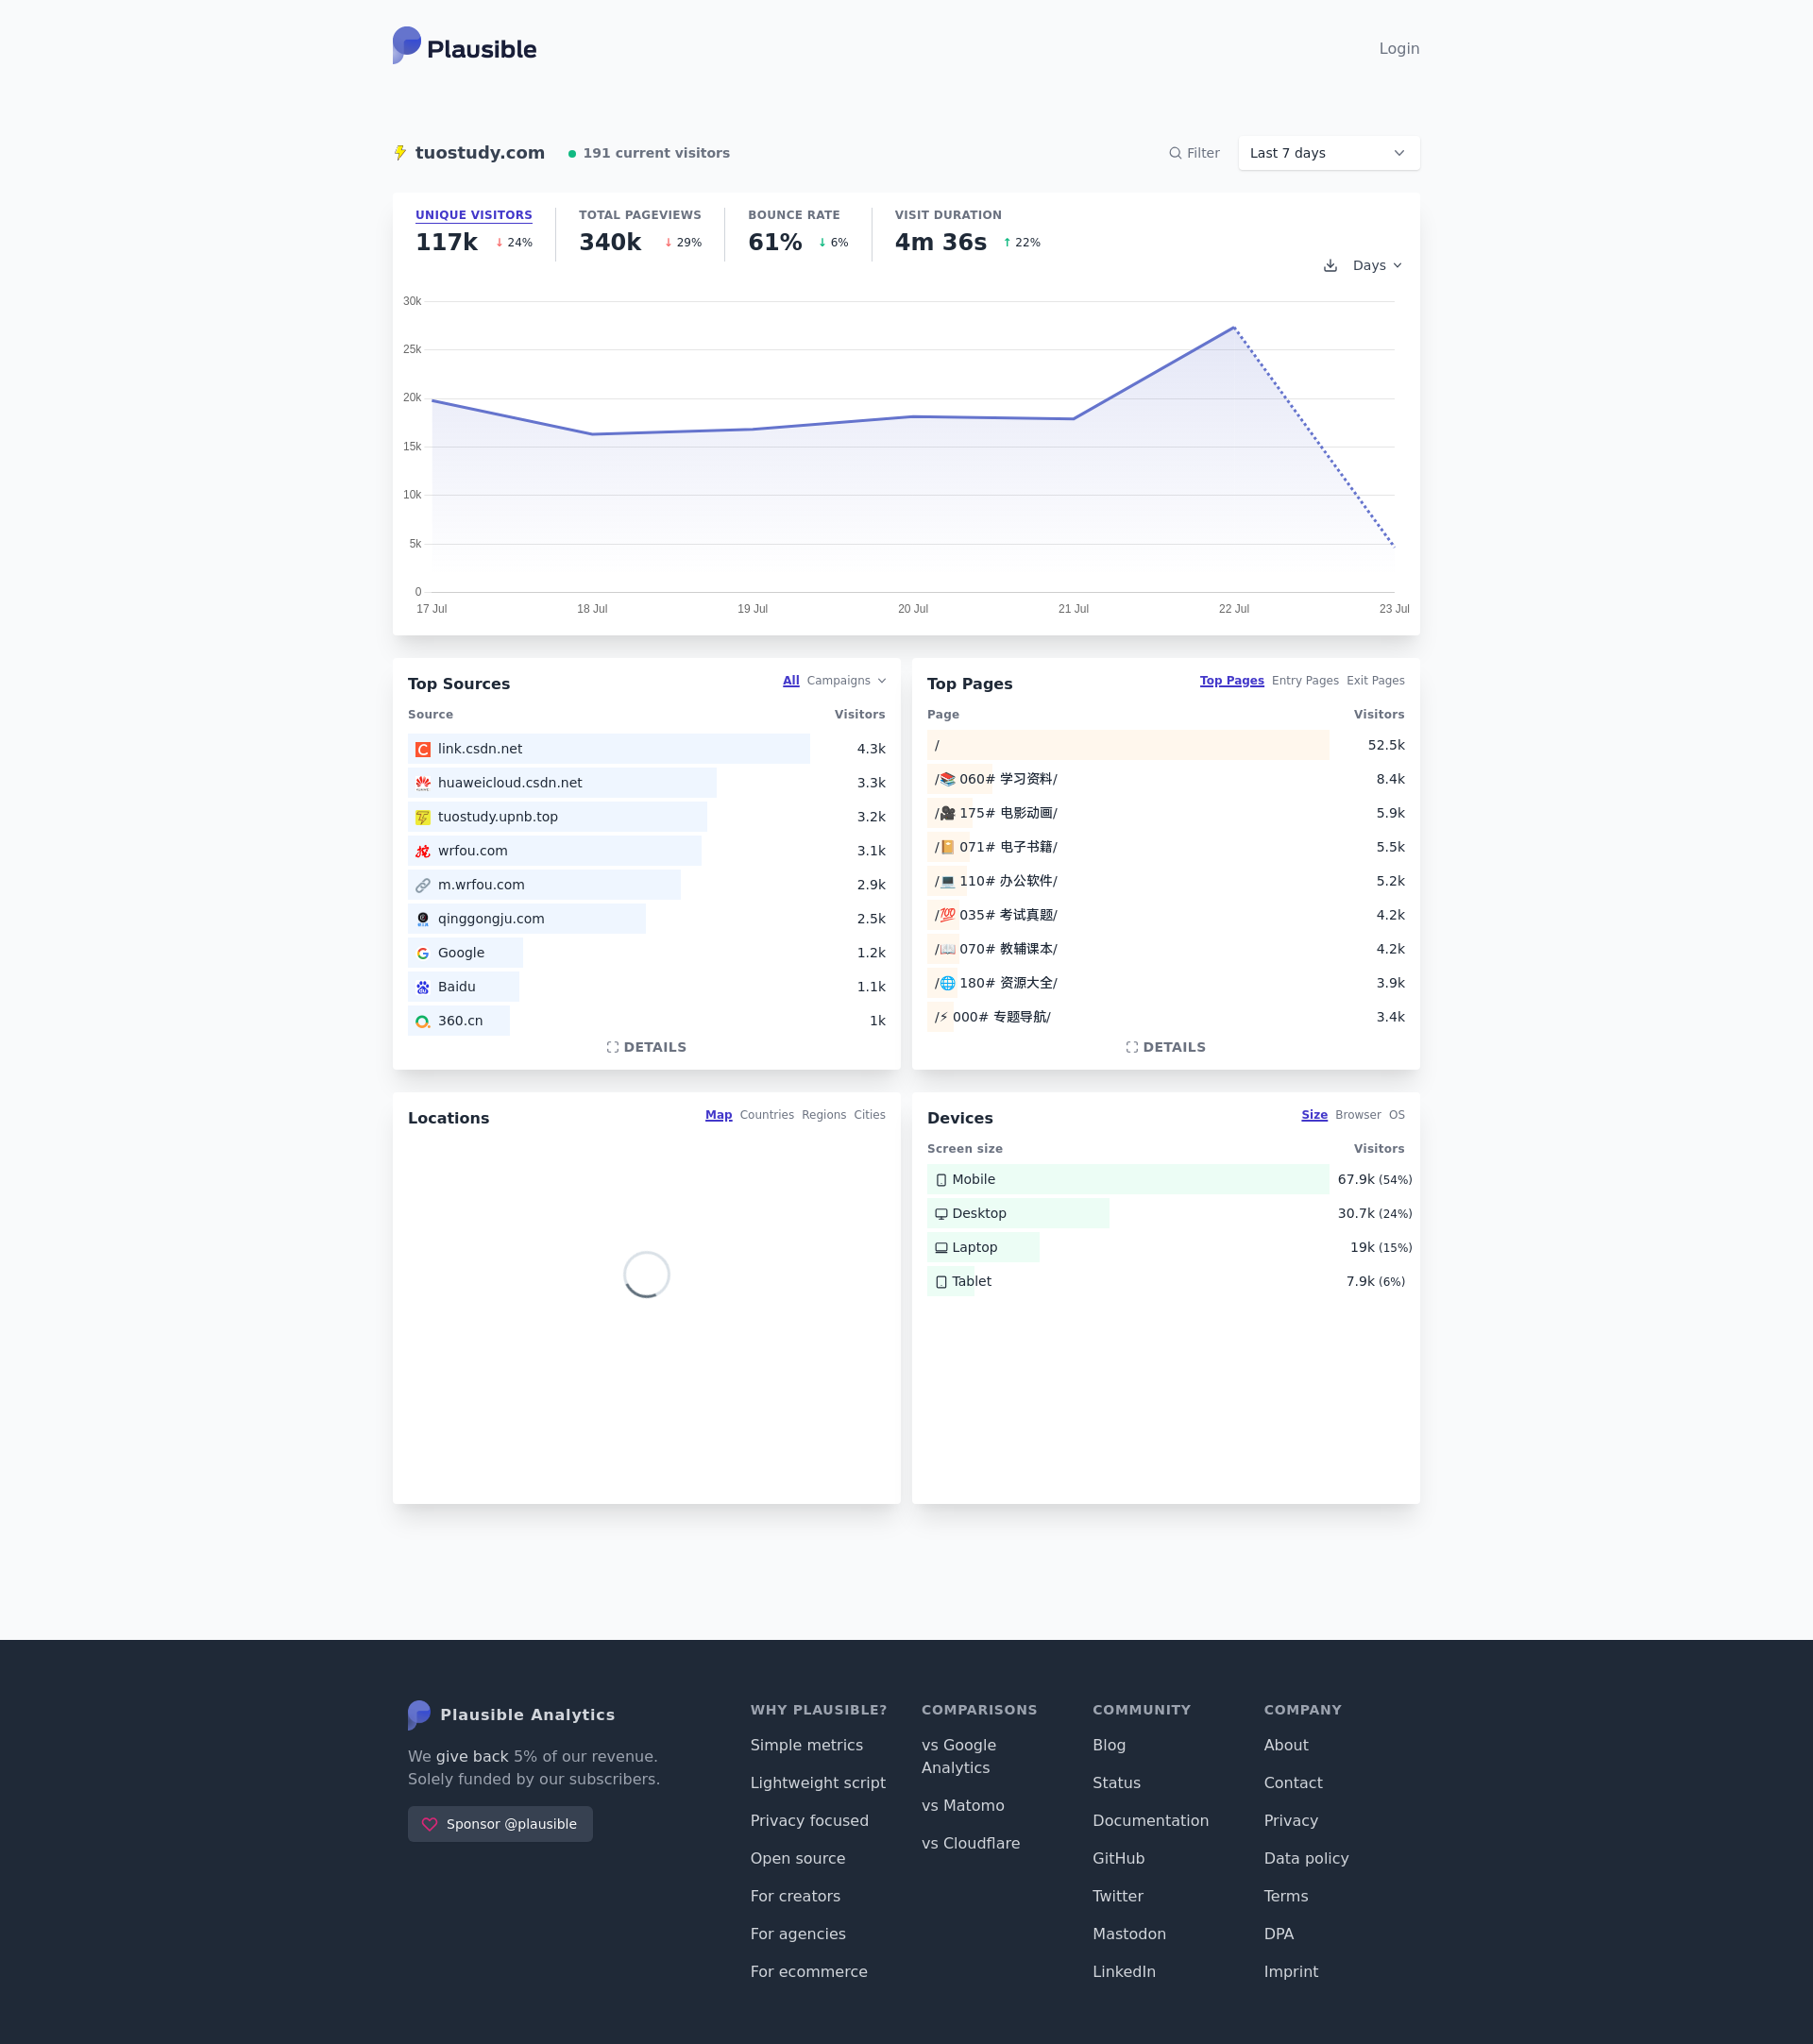 Plausible
Login
tuostudy.com
191 current visitors
Filter
Last 7 days
UNIQUE VISITORS
117k ↓ 24%
TOTAL PAGEVIEWS
340k ↓ 29%
BOUNCE RATE
61% ↓ 6%
VISIT DURATION
4m 36s ↑ 22%
Days
30k
25k
20k
15k
10k
5k
0
17 Jul 18 Jul 19 Jul 20 Jul 21 Jul 22 Jul 23 Jul
Top Sources
All Campaigns
Source Visitors
link.csdn.net 4.3k
huaweicloud.csdn.net 3.3k
tuostudy.upnb.top 3.2k
wrfou.com 3.1k
m.wrfou.com 2.9k
qinggongju.com 2.5k
Google 1.2k
Baidu 1.1k
360.cn 1k
DETAILS
Top Pages
Top Pages Entry Pages Exit Pages
Page Visitors
/ 52.5k
/📚 060# 学习资料/ 8.4k
/🎥 175# 电影动画/ 5.9k
/📔 071# 电子书籍/ 5.5k
/💻 110# 办公软件/ 5.2k
/💯 035# 考试真题/ 4.2k
/📖 070# 教辅课本/ 4.2k
/🌐 180# 资源大全/ 3.9k
/⚡ 000# 专题导航/ 3.4k
DETAILS
Locations
Map Countries Regions Cities
Devices
Size Browser OS
Screen size Visitors
Mobile 67.9k (54%)
Desktop 30.7k (24%)
Laptop 19k (15%)
Tablet 7.9k (6%)
Plausible Analytics
We give back 5% of our revenue.
Solely funded by our subscribers.
Sponsor @plausible
WHY PLAUSIBLE?
Simple metrics
Lightweight script
Privacy focused
Open source
For creators
For agencies
For ecommerce
COMPARISONS
vs Google
Analytics
vs Matomo
vs Cloudflare
COMMUNITY
Blog
Status
Documentation
GitHub
Twitter
Mastodon
LinkedIn
COMPANY
About
Contact
Privacy
Data policy
Terms
DPA
Imprint